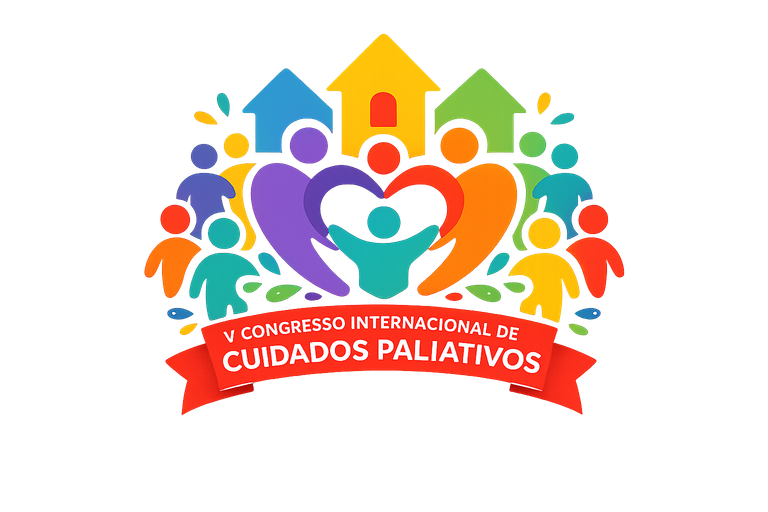 V CONGRESSO INTERNACIONAL DE
CUIDADOS PALIATIVOS